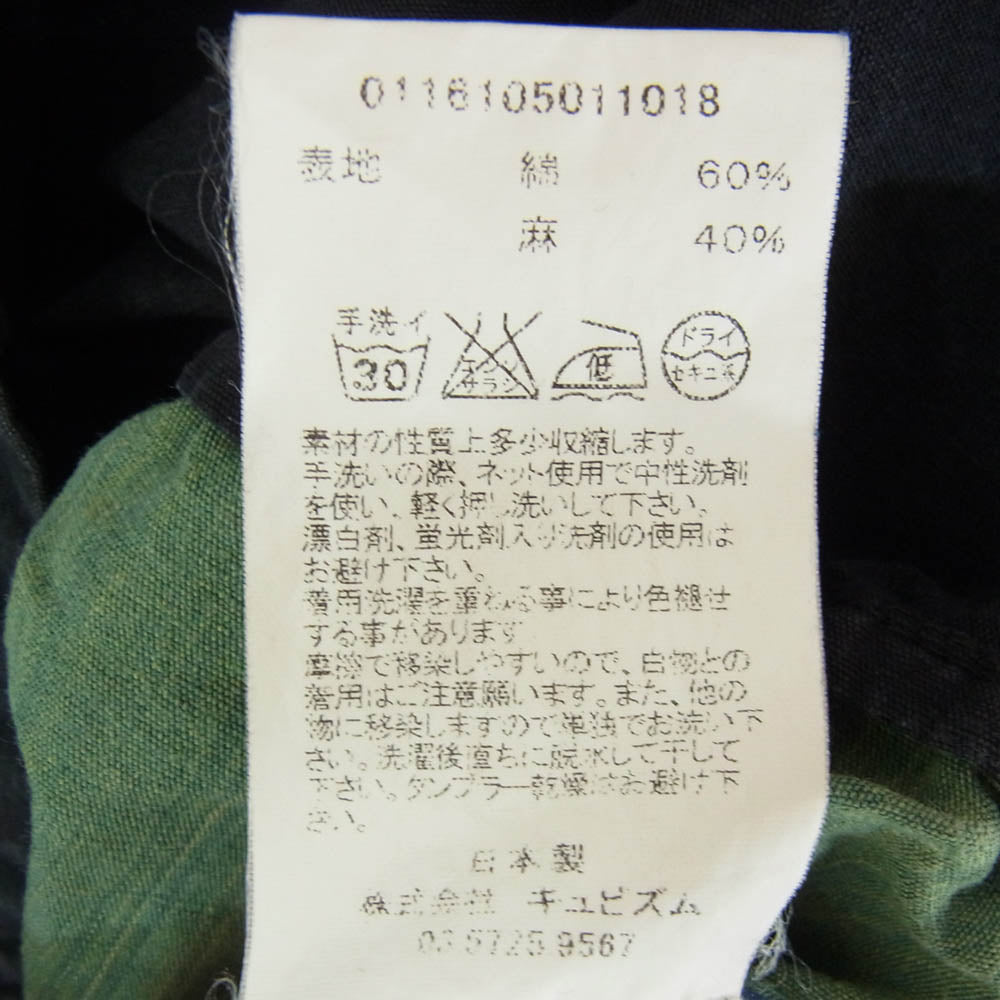 0116105011018
表地 綿 60%
麻 40%
手洗イ
30
エンソ
サラシ
低
ドライ
セキユ系
素材の性質上多少収縮します。
手洗いの際、ネット使用で中性洗剤
を使い、軽く押し洗いして下さい。
漂白剤、蛍光剤入り洗剤の使用は
お避け下さい。
着用洗濯を重ねる事により色褪せ
する事があります
摩擦で移染しやすいので、白物との
着用はご注意願います。また、他の
物に移染しますので単独でお洗い下
さい。洗濯後直ちに脱水して干して
下さい。タンブラー乾燥はお避け下
さい。
日本製
株式会社 キュビズム
03 5725 9567